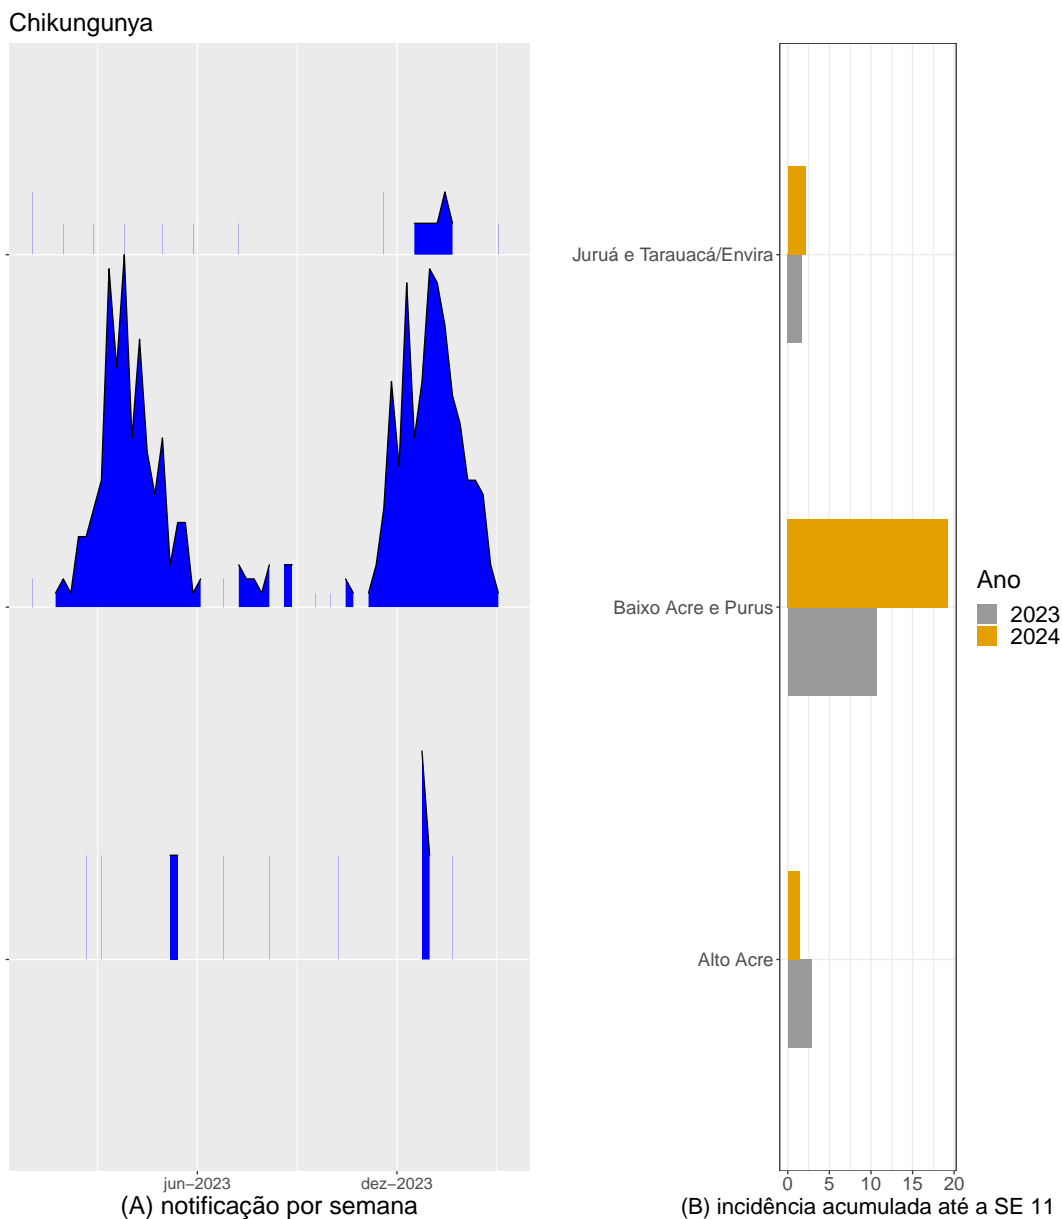 Chikungunya
Juruá e Tarauacá/Envira
Baixo Acre e Purus
Alto Acre
Ano
2023
2024
jun–2023 dez–2023
0 5 10 15 20
(A) notificação por semana
(B) incidência acumulada até a SE 11